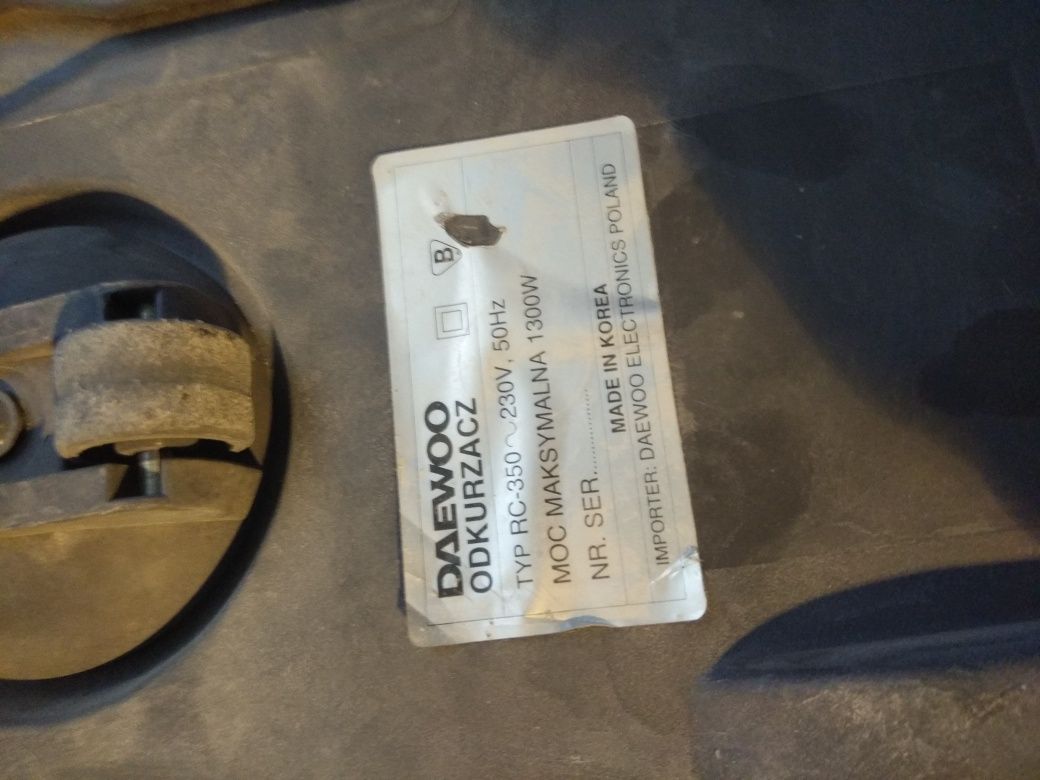 DAEWOO
ODKURZACZ
B
TYP RC-350~230V, 50Hz
MOC MAKSYMALNA 1300W
NR. SER.....................
MADE IN KOREA
IMPORTER: DAEWOO ELECTRONICS POLAND